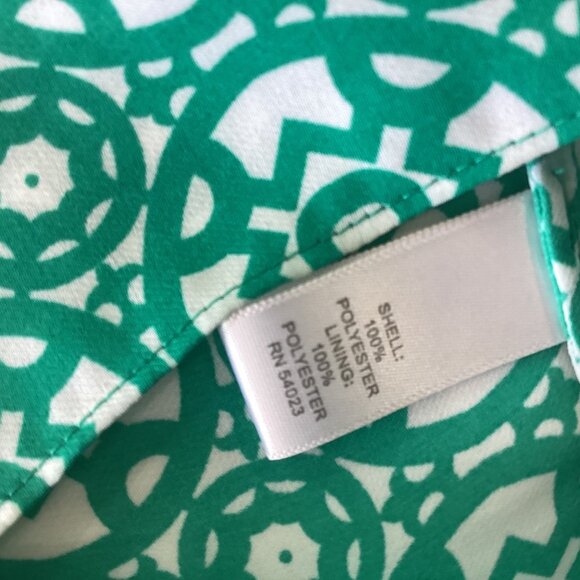 SHELL:
100%
POLYESTER
LINING:
100%
POLYESTER
RN 54023